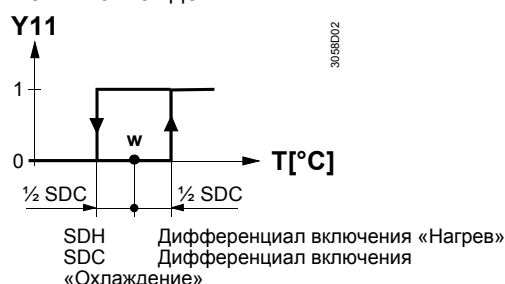 Y11
3058D02
1
w
0
T[°C]
½ SDC
½ SDC
SDH Дифференциал включения «Нагрев»
SDC Дифференциал включения
«Охлаждение»